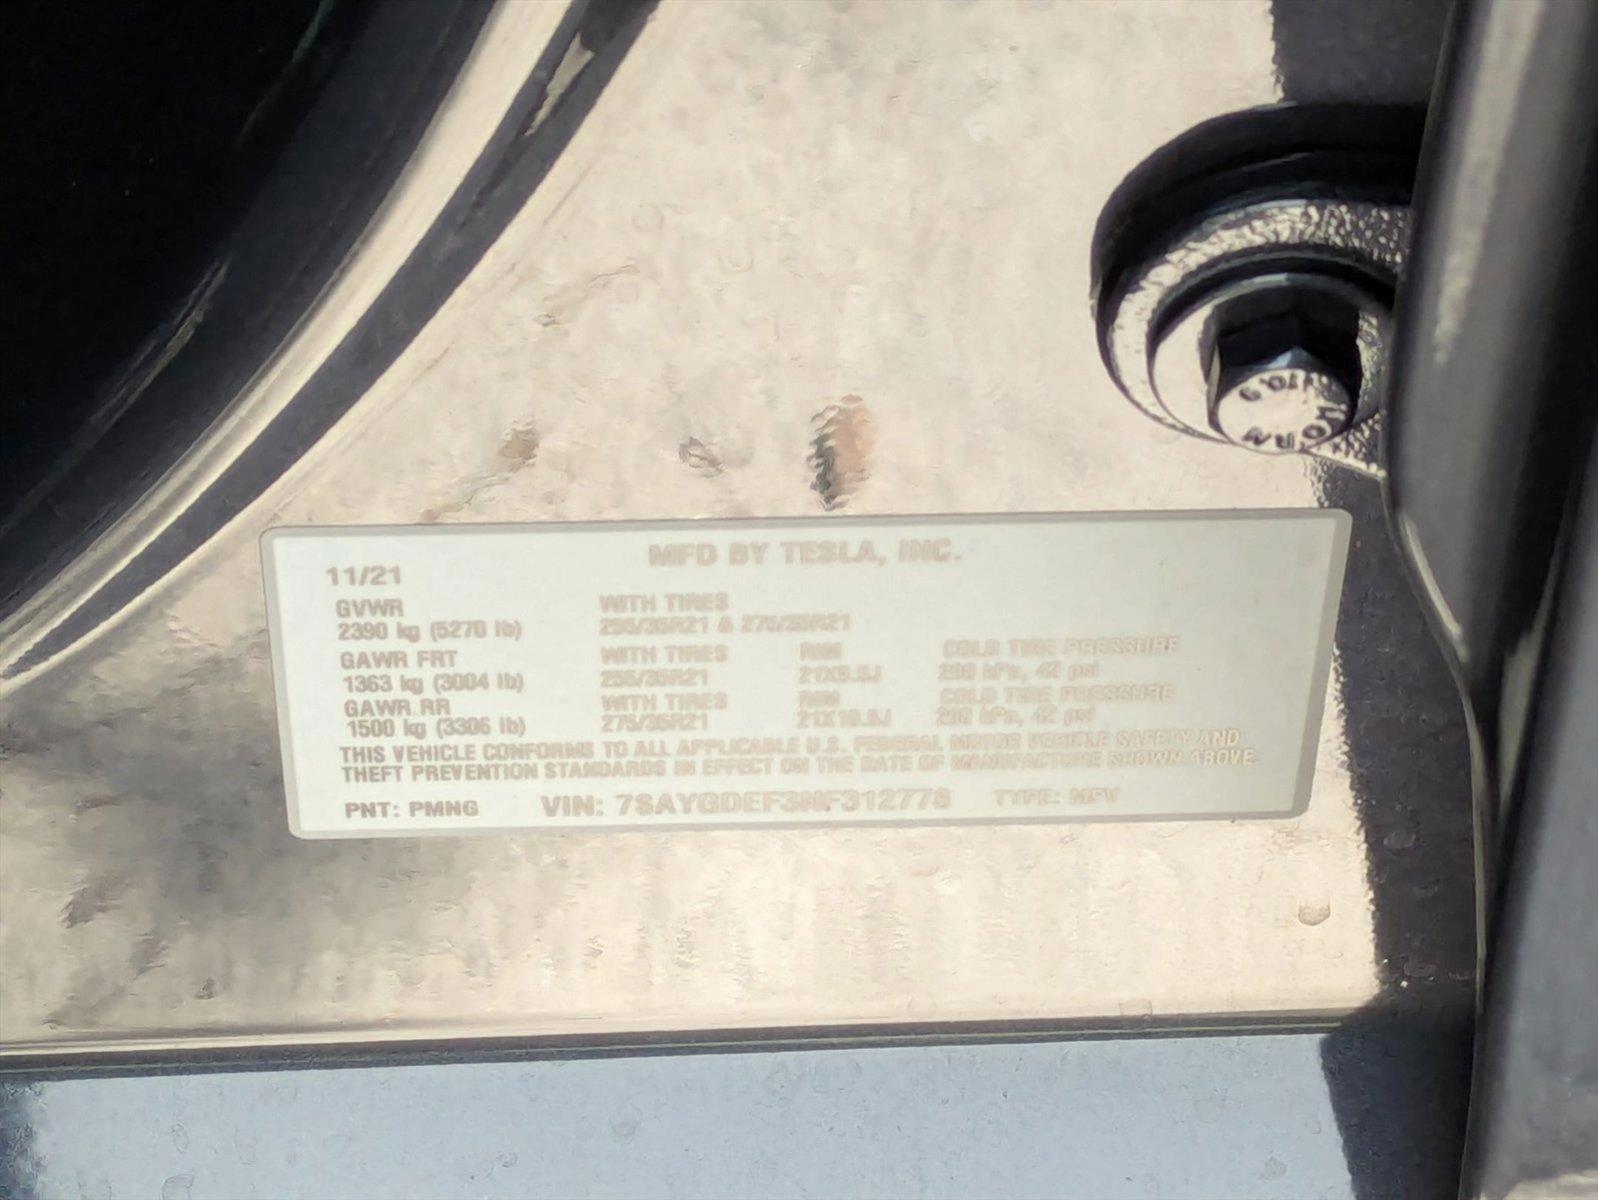 MFD BY TESLA, INC.
11/21
GVWR WITH TIRES
2390 kg (5270 lb) 255/35R21 & 275/35R21
GAWR FRT WITH TIRES RIM COLD TIRE PRESSURE
1363 kg (3004 lb) 255/35R21 21X9.5J 290 kPa, 42 psi
GAWR RR WITH TIRES RIM COLD TIRE PRESSURE
1500 kg (3306 lb) 275/35R21 21X10.5J 290 kPa, 42 psi
THIS VEHICLE CONFORMS TO ALL APPLICABLE U.S. FEDERAL MOTOR VEHICLE SAFETY AND
THEFT PREVENTION STANDARDS IN EFFECT ON THE DATE OF MANUFACTURE SHOWN ABOVE.
PNT: PMNG VIN: TYPE: MPV
10.9